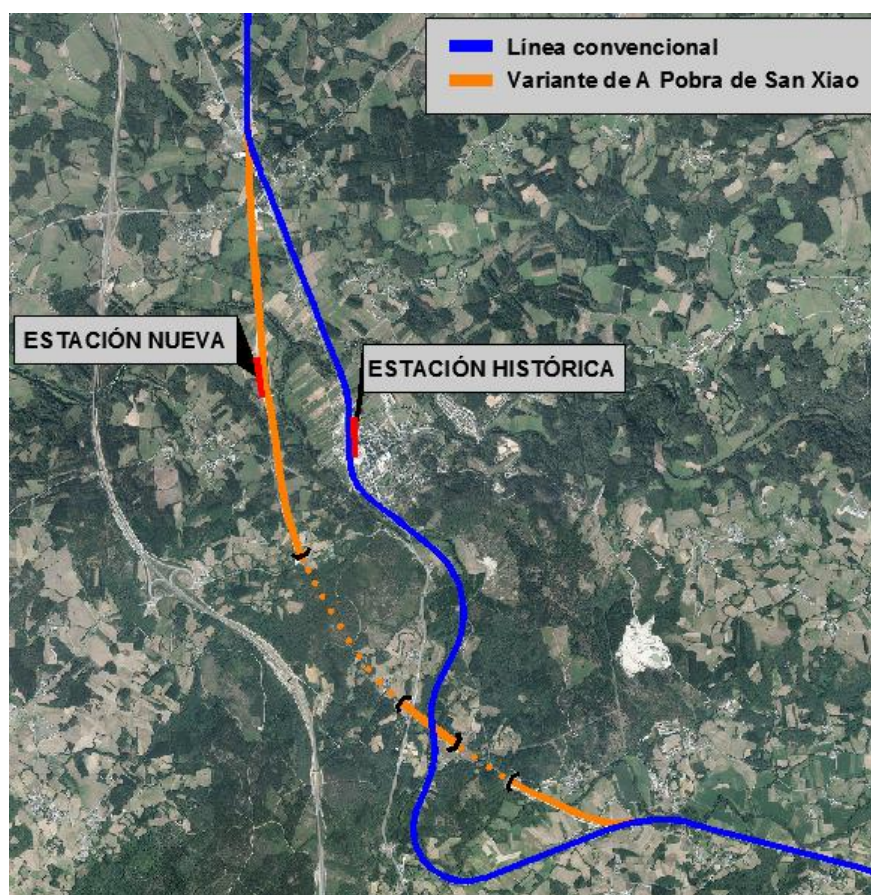 Línea convencional
Variante de A Pobra de San Xiao
ESTACIÓN NUEVA
ESTACIÓN HISTÓRICA